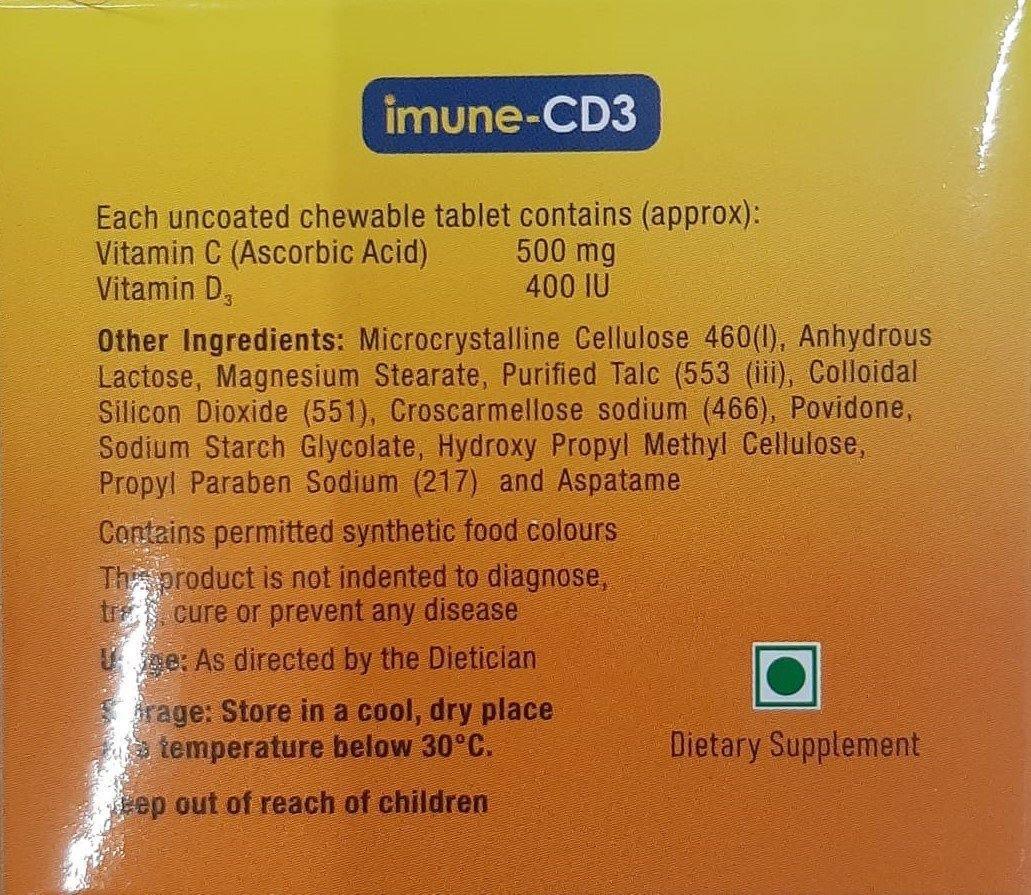 imune-CD3
Each uncoated chewable tablet contains (approx):
Vitamin C (Ascorbic Acid) 500 mg
Vitamin D₃ 400 IU
Other Ingredients: Microcrystalline Cellulose 460(I), Anhydrous
Lactose, Magnesium Stearate, Purified Talc (553 (iii), Colloidal
Silicon Dioxide (551), Croscarmellose sodium (466), Povidone,
Sodium Starch Glycolate, Hydroxy Propyl Methyl Cellulose,
Propyl Paraben Sodium (217) and Aspatame
Contains permitted synthetic food colours
This product is not indented to diagnose,
cure or prevent any disease
Usage: As directed by the Dietician
Storage: Store in a cool, dry place
temperature below 30°C.
Keep out of reach of children
Dietary Supplement